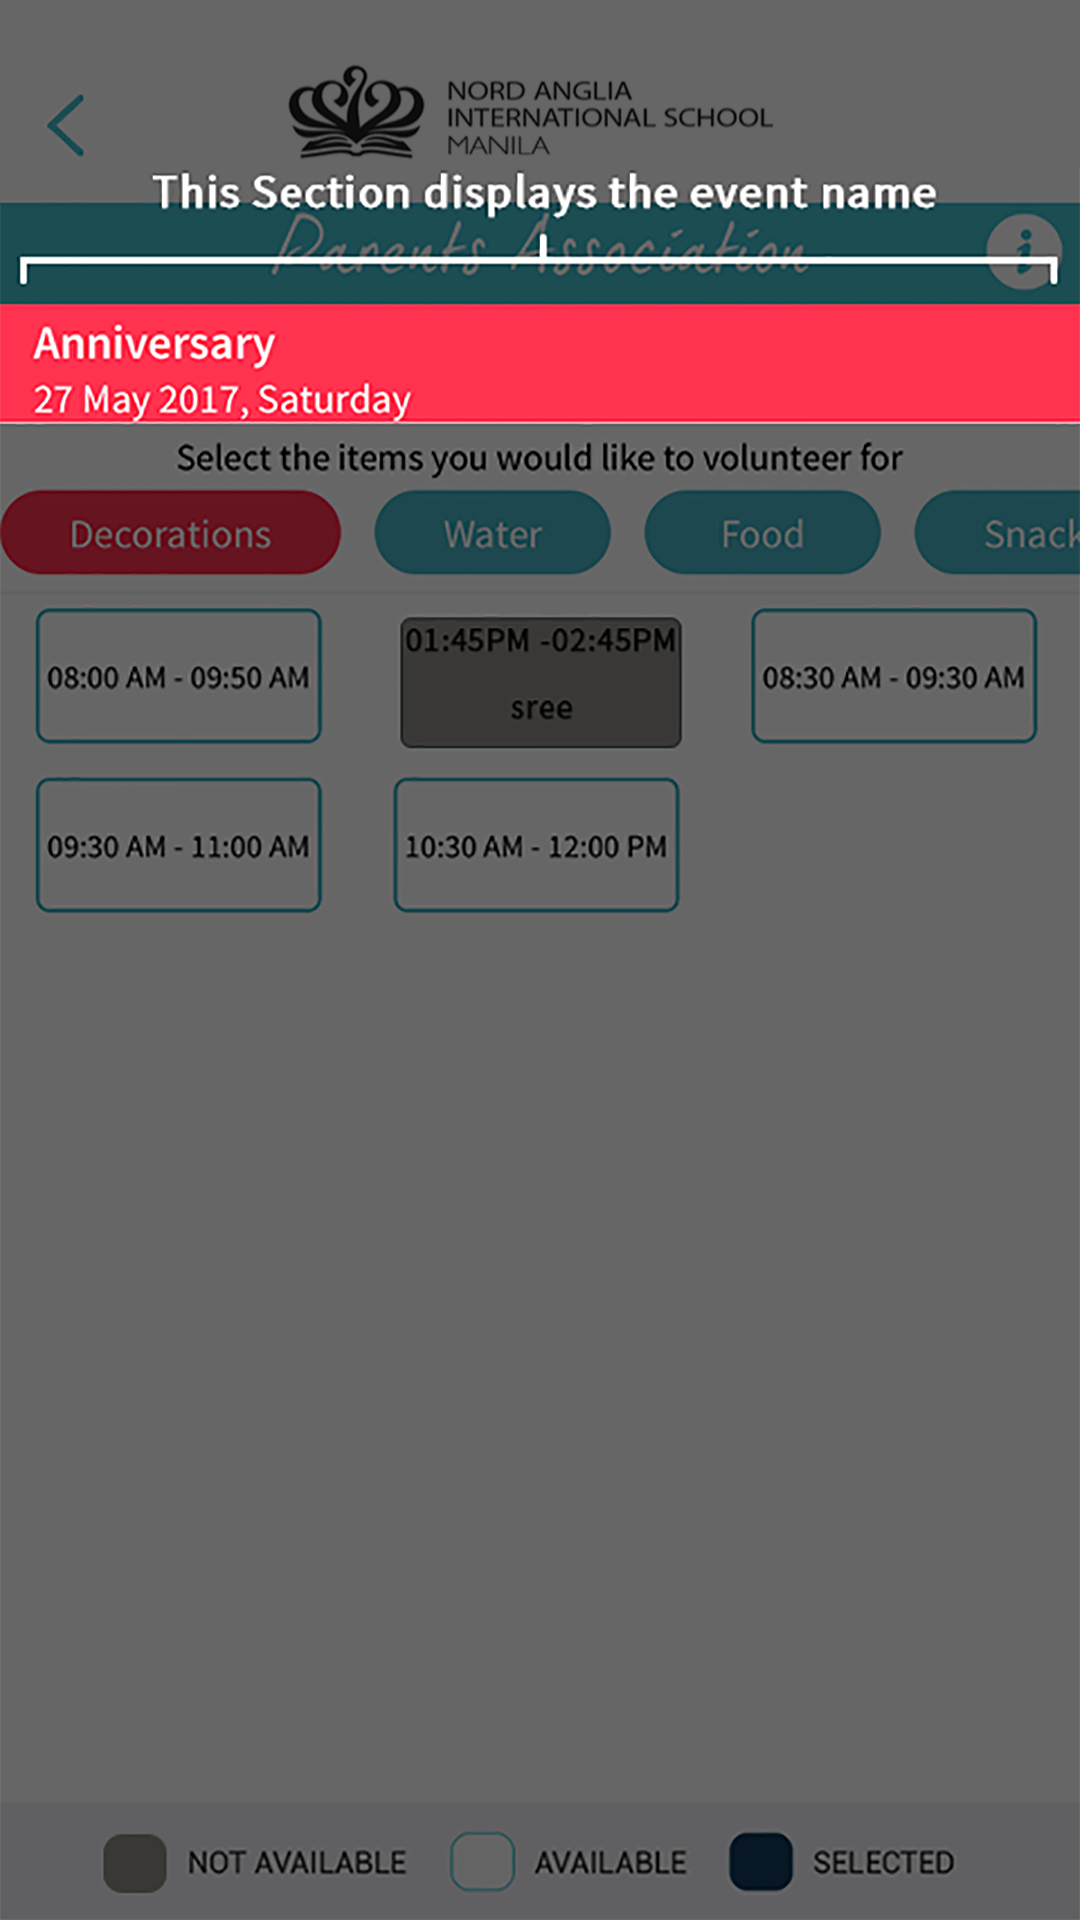 NORD ANGLIA
INTERNATIONAL SCHOOL
MANILA
This Section displays the event name
Parents Association
i
Anniversary
27 May 2017, Saturday
Select the items you would like to volunteer for
Decorations Water Food Snack
08:00 AM - 09:50 AM
01:45PM -02:45PM
sree
08:30 AM - 09:30 AM
09:30 AM - 11:00 AM
10:30 AM - 12:00 PM
NOT AVAILABLE AVAILABLE SELECTED